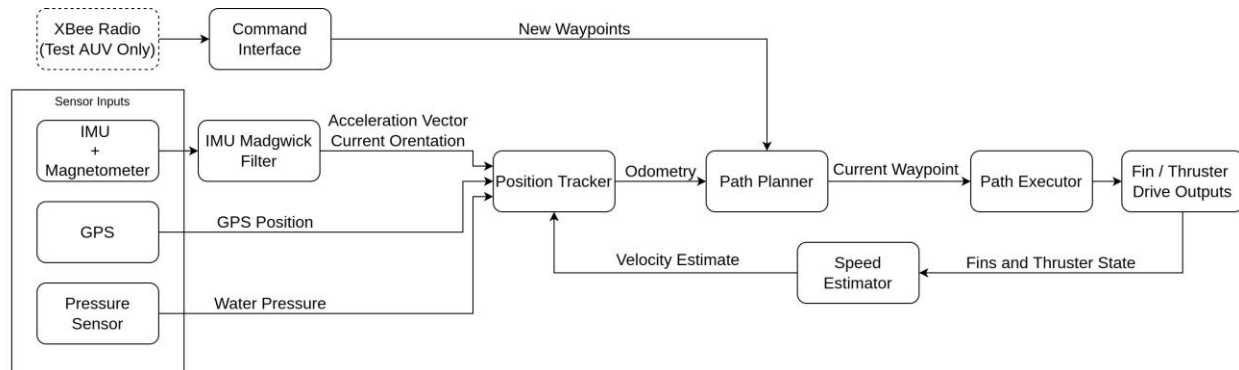 XBee Radio
(Test AUV Only)
Command
Interface
New Waypoints
Sensor Inputs
IMU
+
Magnetometer
IMU Madgwick
Filter
Acceleration Vector
Current Orentation
Position Tracker
Odometry
Path Planner
Current Waypoint
Path Executor
Fin / Thruster
Drive Outputs
GPS
GPS Position
Velocity Estimate
Speed
Estimator
Fins and Thruster State
Pressure
Sensor
Water Pressure